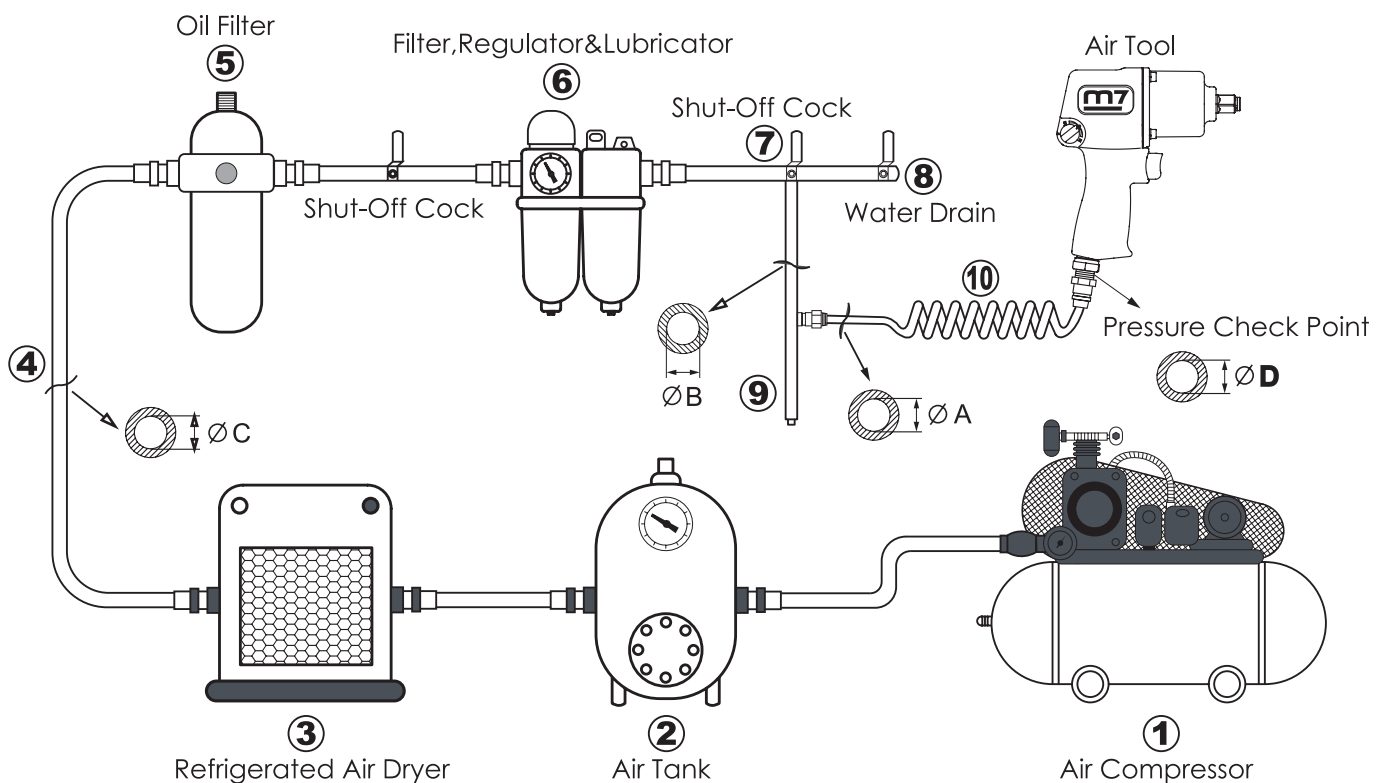 Oil Filter
5
Filter,Regulator&Lubricator
6
Air Tool
m7
Shut-Off Cock
7
Shut-Off Cock
8
Water Drain
10
Pressure Check Point
4
9
ØB
ØA
ØD
ØC
3
Refrigerated Air Dryer
2
Air Tank
1
Air Compressor